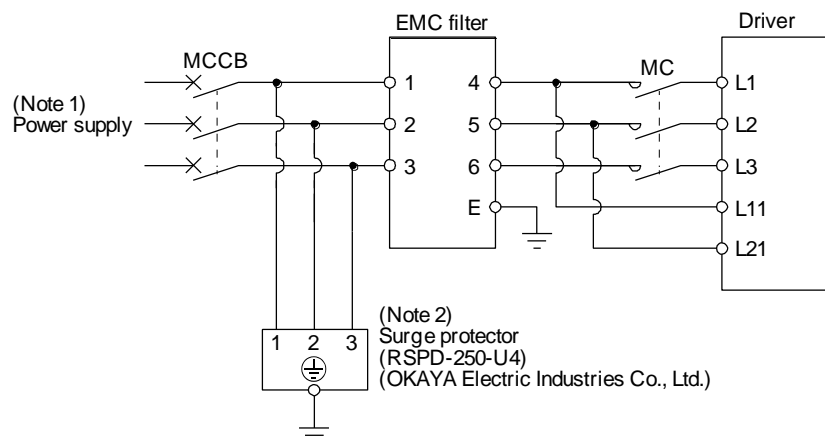 EMC filter
Driver
MCCB
MC
(Note 1)
Power supply
1
4
L1
2
5
L2
3
6
L3
E
L11
L21
(Note 2)
Surge protector
(RSPD-250-U4)
(OKAYA Electric Industries Co., Ltd.)
1 2 3